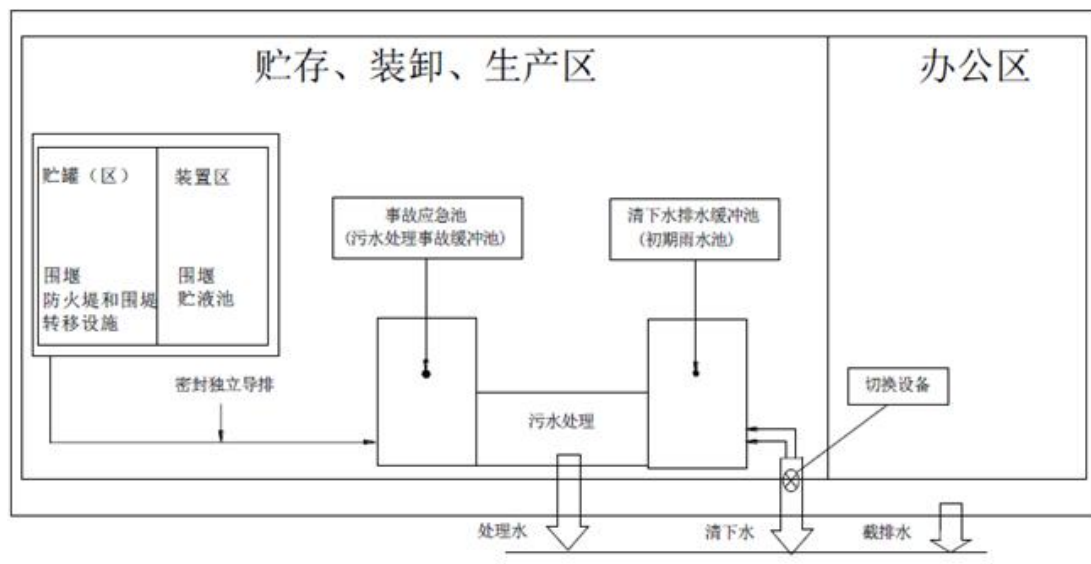 贮存、装卸、生产区
办公区
贮罐（区）
装置区
事故应急池
(污水处理事故缓冲池)
清下水排水缓冲池
(初期雨水池)
围堰
防火堤和围堤
转移设施
围堰
贮液池
密封独立导排
切换设备
污水处理
处理水
清下水
截排水